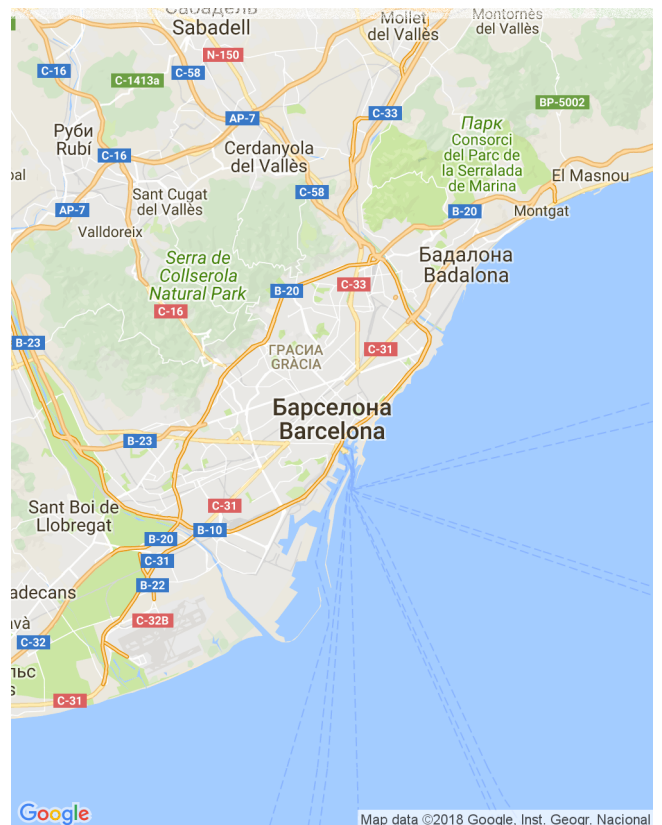 Сабадель
Sabadell
Mollet
del Vallès
Montornès
del Vallès
N-150
C-16
C-58
C-1413a
BP-5002
C-33
AP-7
Парк
Consorci
del Parc de
la Serralada
de Marina
Руби
Rubí
C-16
Cerdanyola
del Vallès
El Masnou
C-58
Sant Cugat
del Vallès
AP-7
B-20
Montgat
Valldoreix
Бадалона
Badalona
Serra de
Collserola
Natural Park
B-20
C-33
C-16
B-23
ГРАСИА
GRÀCIA
C-31
Барселона
Barcelona
B-23
Sant Boi de
Llobregat
C-31
B-10
B-20
C-31
B-22
adecans
C-32B
C-32
C-31
Google
Map data ©2018 Google, Inst. Geogr. Nacional